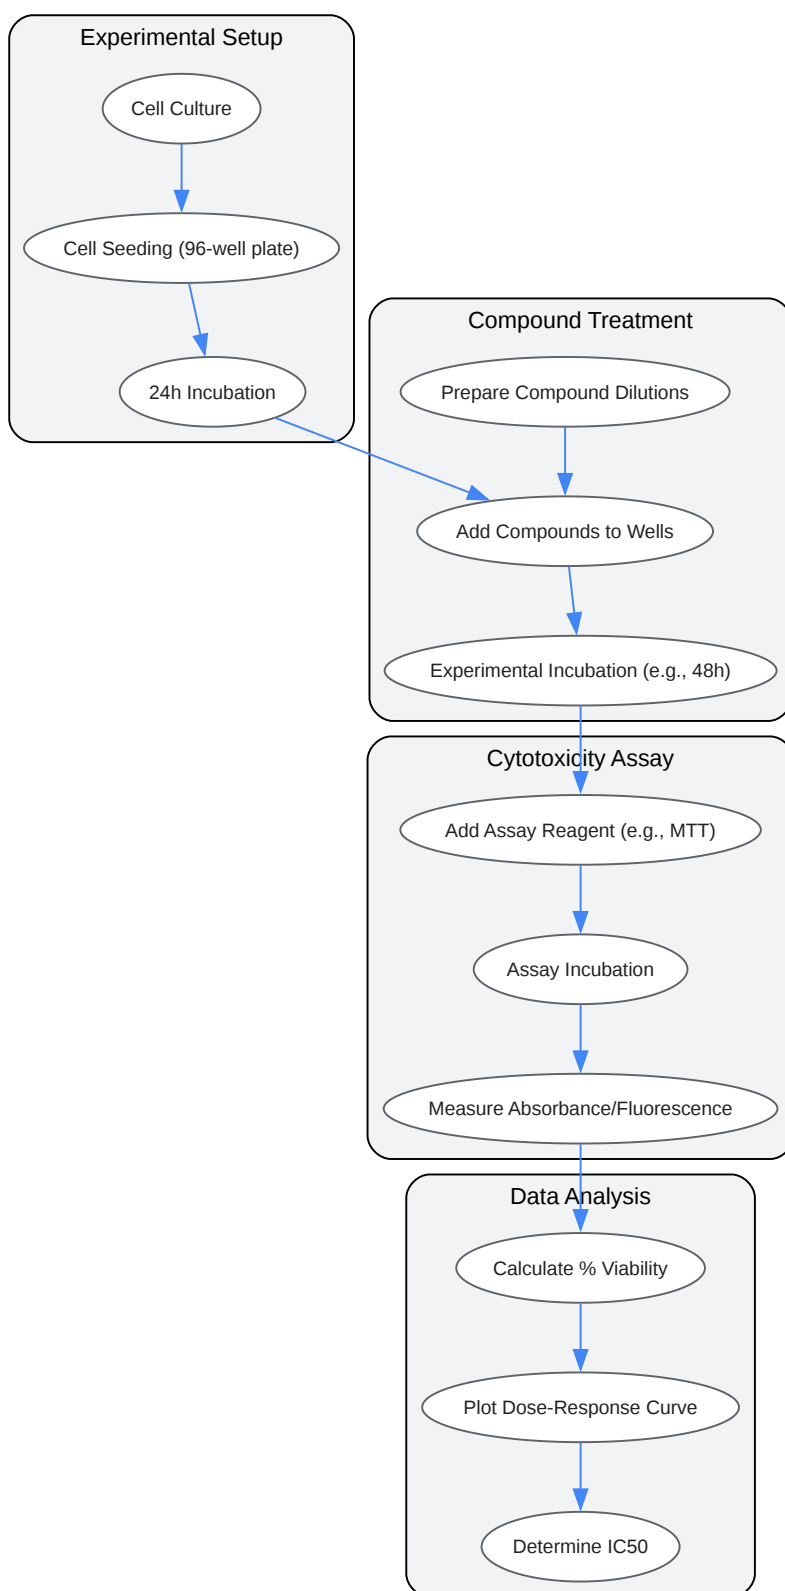 Experimental Setup
Cell Culture
Cell Seeding (96-well plate)
24h Incubation
Compound Treatment
Prepare Compound Dilutions
Add Compounds to Wells
Experimental Incubation (e.g., 48h)
Cytotoxicity Assay
Add Assay Reagent (e.g., MTT)
Assay Incubation
Measure Absorbance/Fluorescence
Data Analysis
Calculate % Viability
Plot Dose-Response Curve
Determine IC50